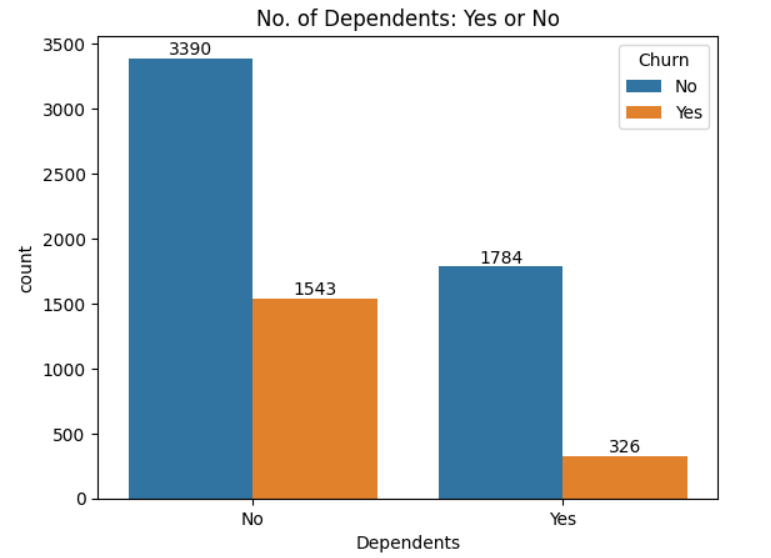 No. of Dependents: Yes or No
count
3500
3000
2500
2000
1500
1000
500
0
3390
1543
1784
326
Churn
No
Yes
No
Yes
Dependents